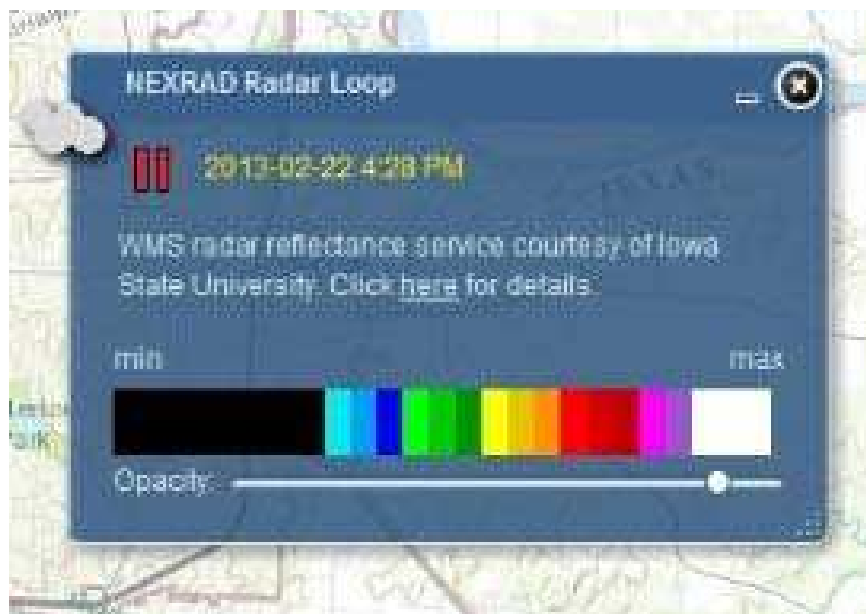 NEXRAD Radar Loop
2013-02-22 4:28 PM
TEXAS
WMS radar reflectance service courtesy of Iowa
State University. Click here for details.
min max
Opacity: